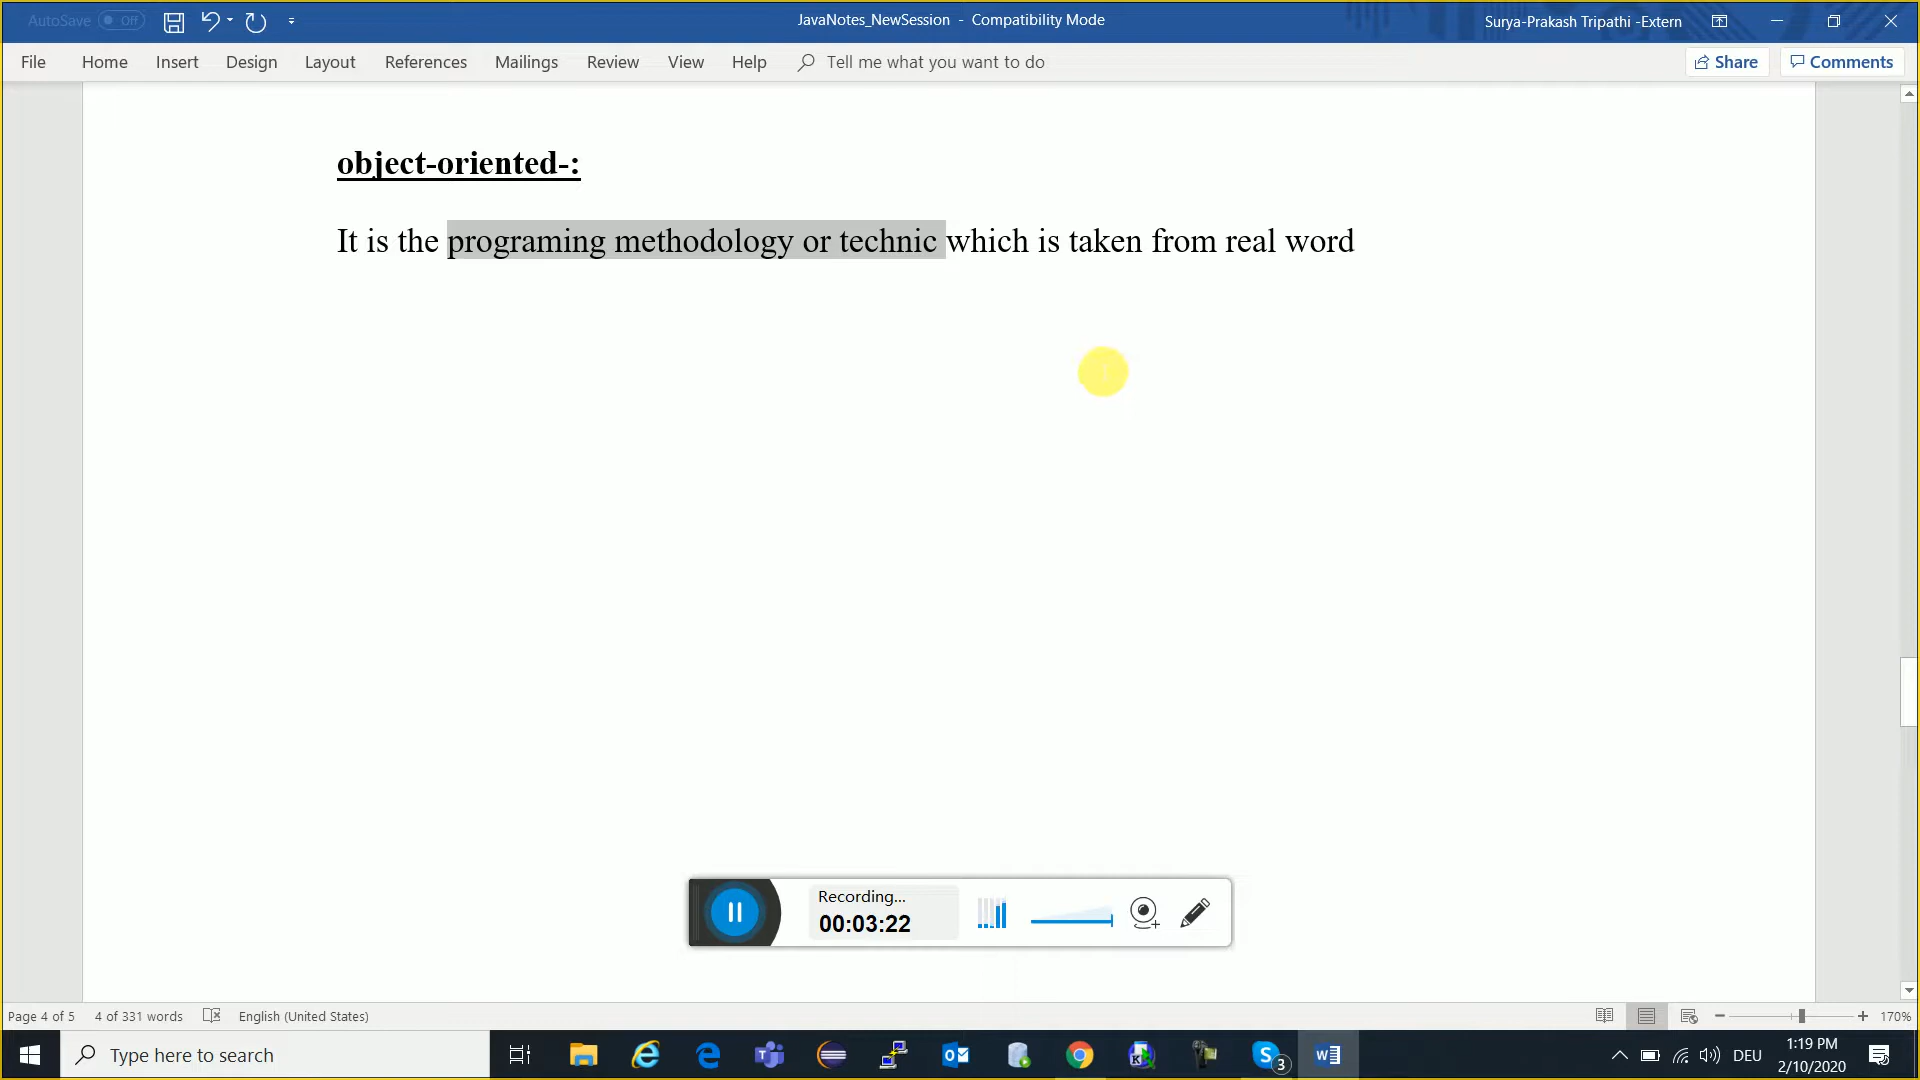 AutoSave Off
JavaNotes_NewSession - Compatibility Mode
Surya-Prakash Tripathi -Extern
File Home Insert Design Layout References Mailings Review View Help Tell me what you want to do Share Comments
object-oriented-:
It is the programing methodology or technic which is taken from real word
Recording...
00:03:22
Page 4 of 5 4 of 331 words English (United States) 170%
Type here to search
3
DEU
1:19 PM
2/10/2020